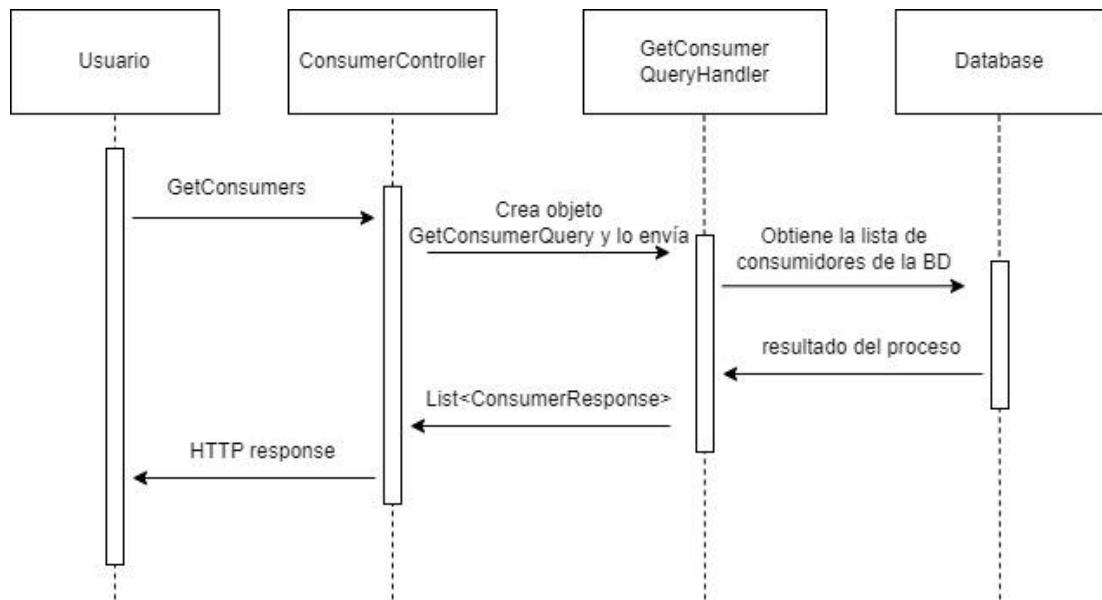 Usuario
ConsumerController
GetConsumer
QueryHandler
Database
GetConsumers
Crea objeto
GetConsumerQuery y lo envía
Obtiene la lista de
consumidores de la BD
resultado del proceso
List<ConsumerResponse>
HTTP response